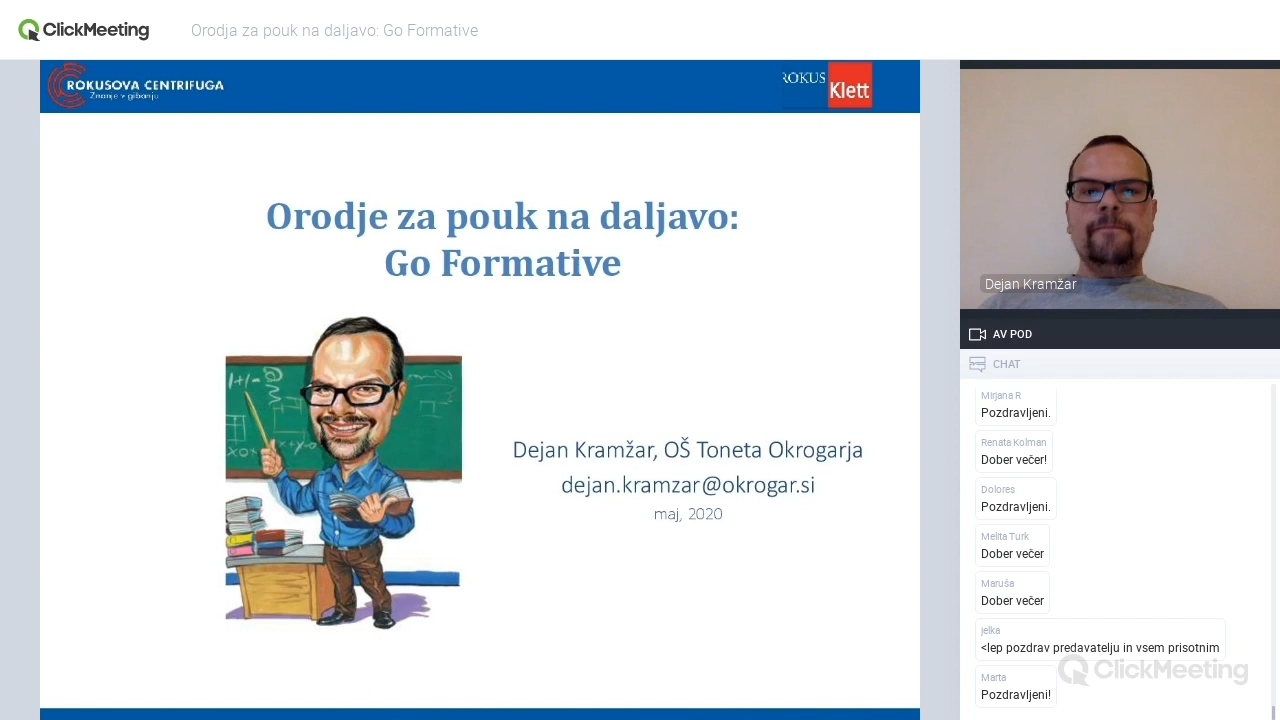 ClickMeeting
Orodja za pouk na daljavo: Go Formative
ROKUSOVA CENTRIFUGA
Znanje v gibanju
ROKUS
Klett
Orodje za pouk na daljavo:
Go Formative
1+/-
Dejan Kramžar, OŠ Toneta Okrogarja
dejan.kramzar@okrogar.si
maj, 2020
Dejan Kramžar
AV POD
CHAT
Mirjana R
Pozdravljeni.
Renata Kolman
Dober večer!
Dolores
Pozdravljeni.
Melita Turk
Dober večer
Maruša
Dober večer
jelka
<lep pozdrav predavatelju in vsem prisotnim
Marta
Pozdravljeni!
ClickMeeting